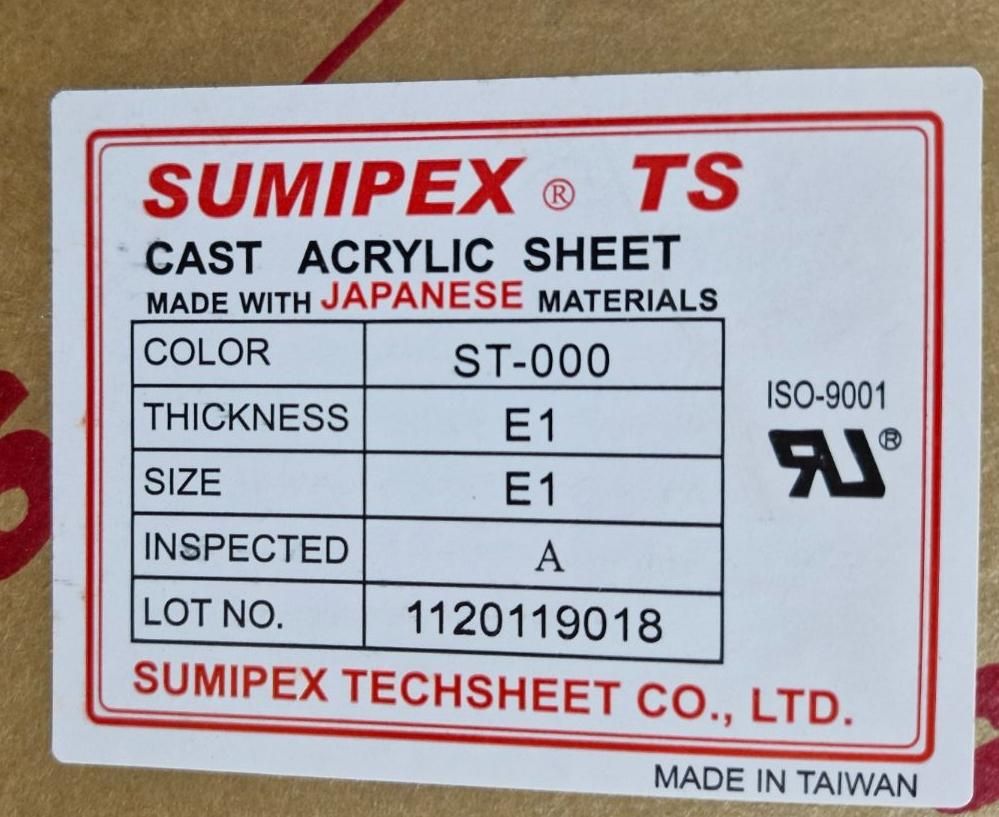 SUMIPEX ® TS
CAST ACRYLIC SHEET
MADE WITH JAPANESE MATERIALS
COLOR ST-000
THICKNESS E1
SIZE E1
INSPECTED A
LOT NO. 1120119018
ISO-9001
RU®
SUMIPEX TECHSHEET CO., LTD.
MADE IN TAIWAN